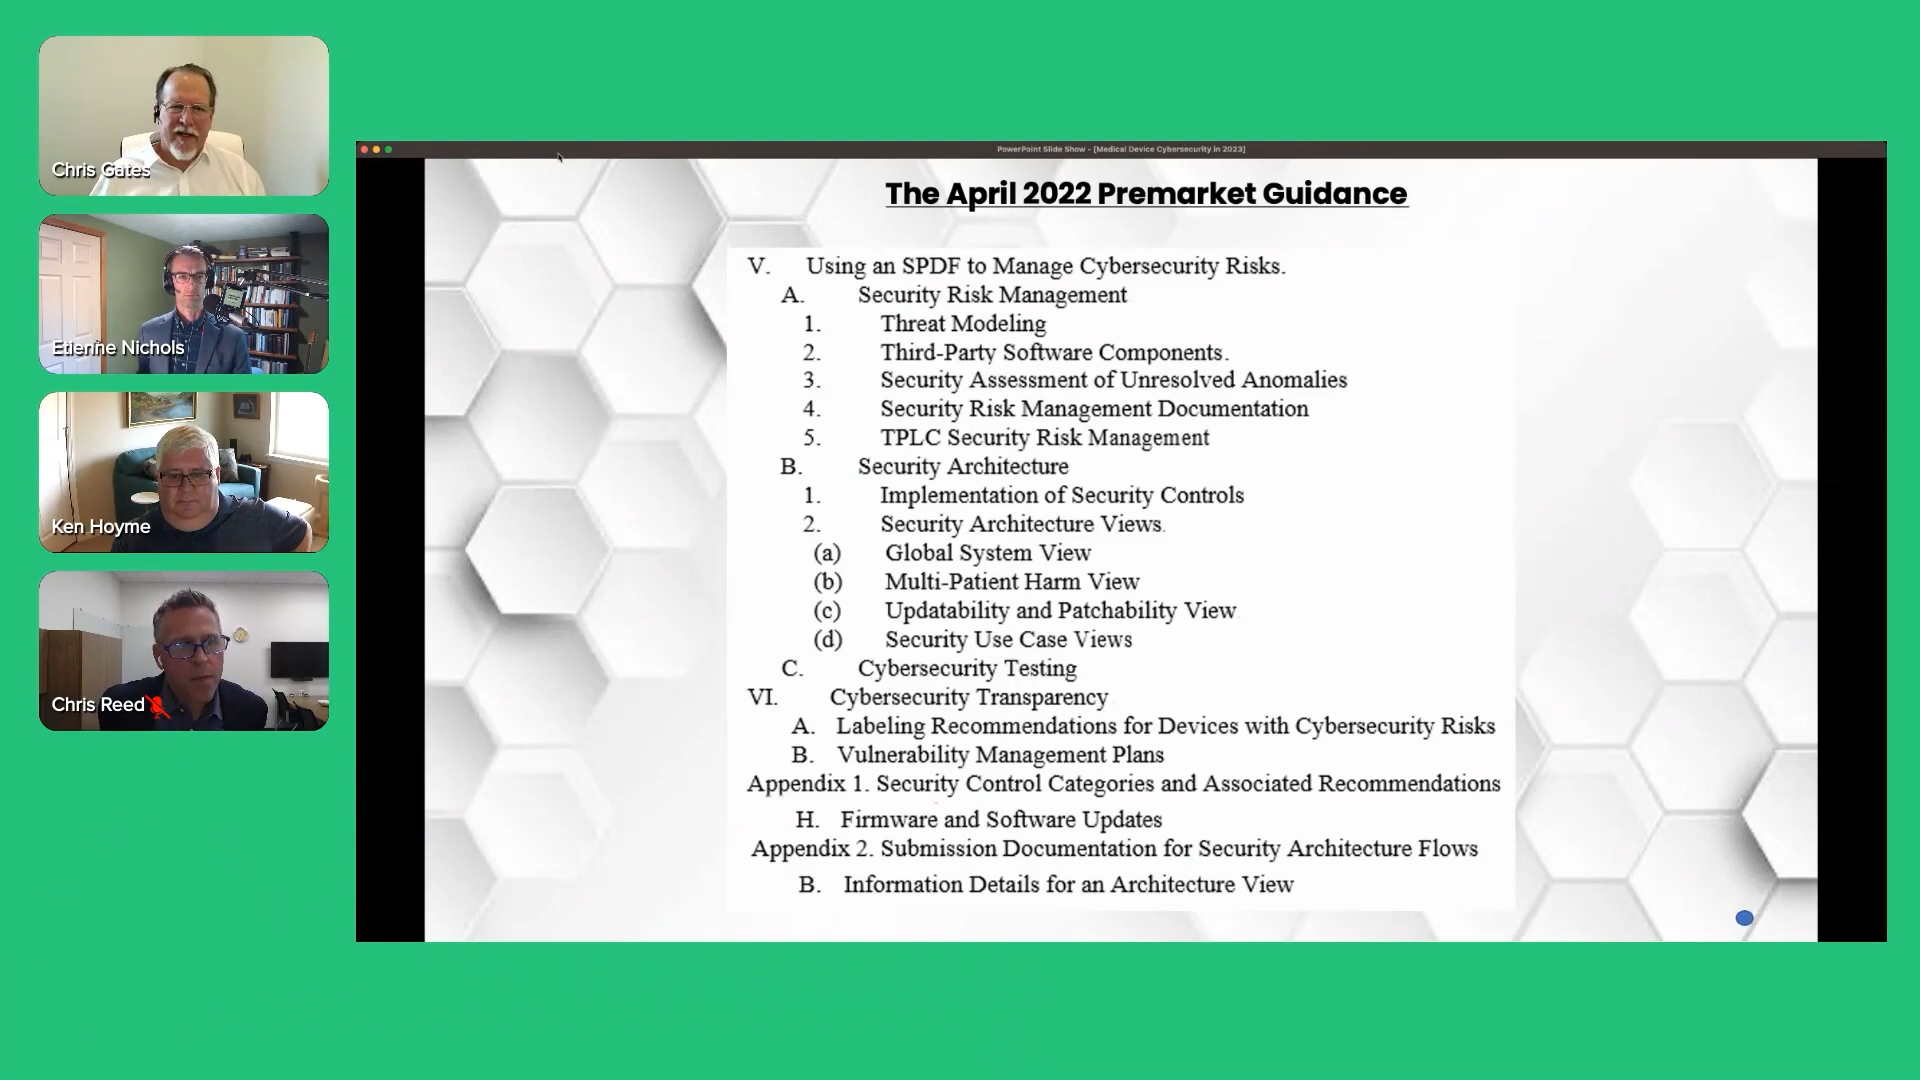 Chris Gates
Etienne Nichols
Ken Hoyme
Chris Reed
PowerPoint Slide Show - [Medical Device Cybersecurity in 2023]
The April 2022 Premarket Guidance
V. Using an SPDF to Manage Cybersecurity Risks.
A. Security Risk Management
1. Threat Modeling
2. Third-Party Software Components.
3. Security Assessment of Unresolved Anomalies
4. Security Risk Management Documentation
5. TPLC Security Risk Management
B. Security Architecture
1. Implementation of Security Controls
2. Security Architecture Views.
(a) Global System View
(b) Multi-Patient Harm View
(c) Updatability and Patchability View
(d) Security Use Case Views
C. Cybersecurity Testing
VI. Cybersecurity Transparency
A. Labeling Recommendations for Devices with Cybersecurity Risks
B. Vulnerability Management Plans
Appendix 1. Security Control Categories and Associated Recommendations
H. Firmware and Software Updates
Appendix 2. Submission Documentation for Security Architecture Flows
B. Information Details for an Architecture View